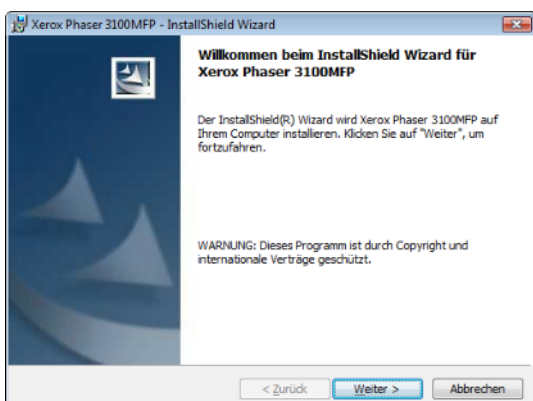 Xerox Phaser 3100MFP - InstallShield Wizard
Willkommen beim InstallShield Wizard für
Xerox Phaser 3100MFP
Der InstallShield(R) Wizard wird Xerox Phaser 3100MFP auf
Ihrem Computer installieren. Klicken Sie auf "Weiter", um
fortzufahren.
WARNUNG: Dieses Programm ist durch Copyright und
internationale Verträge geschützt.
< Zurück Weiter > Abbrechen